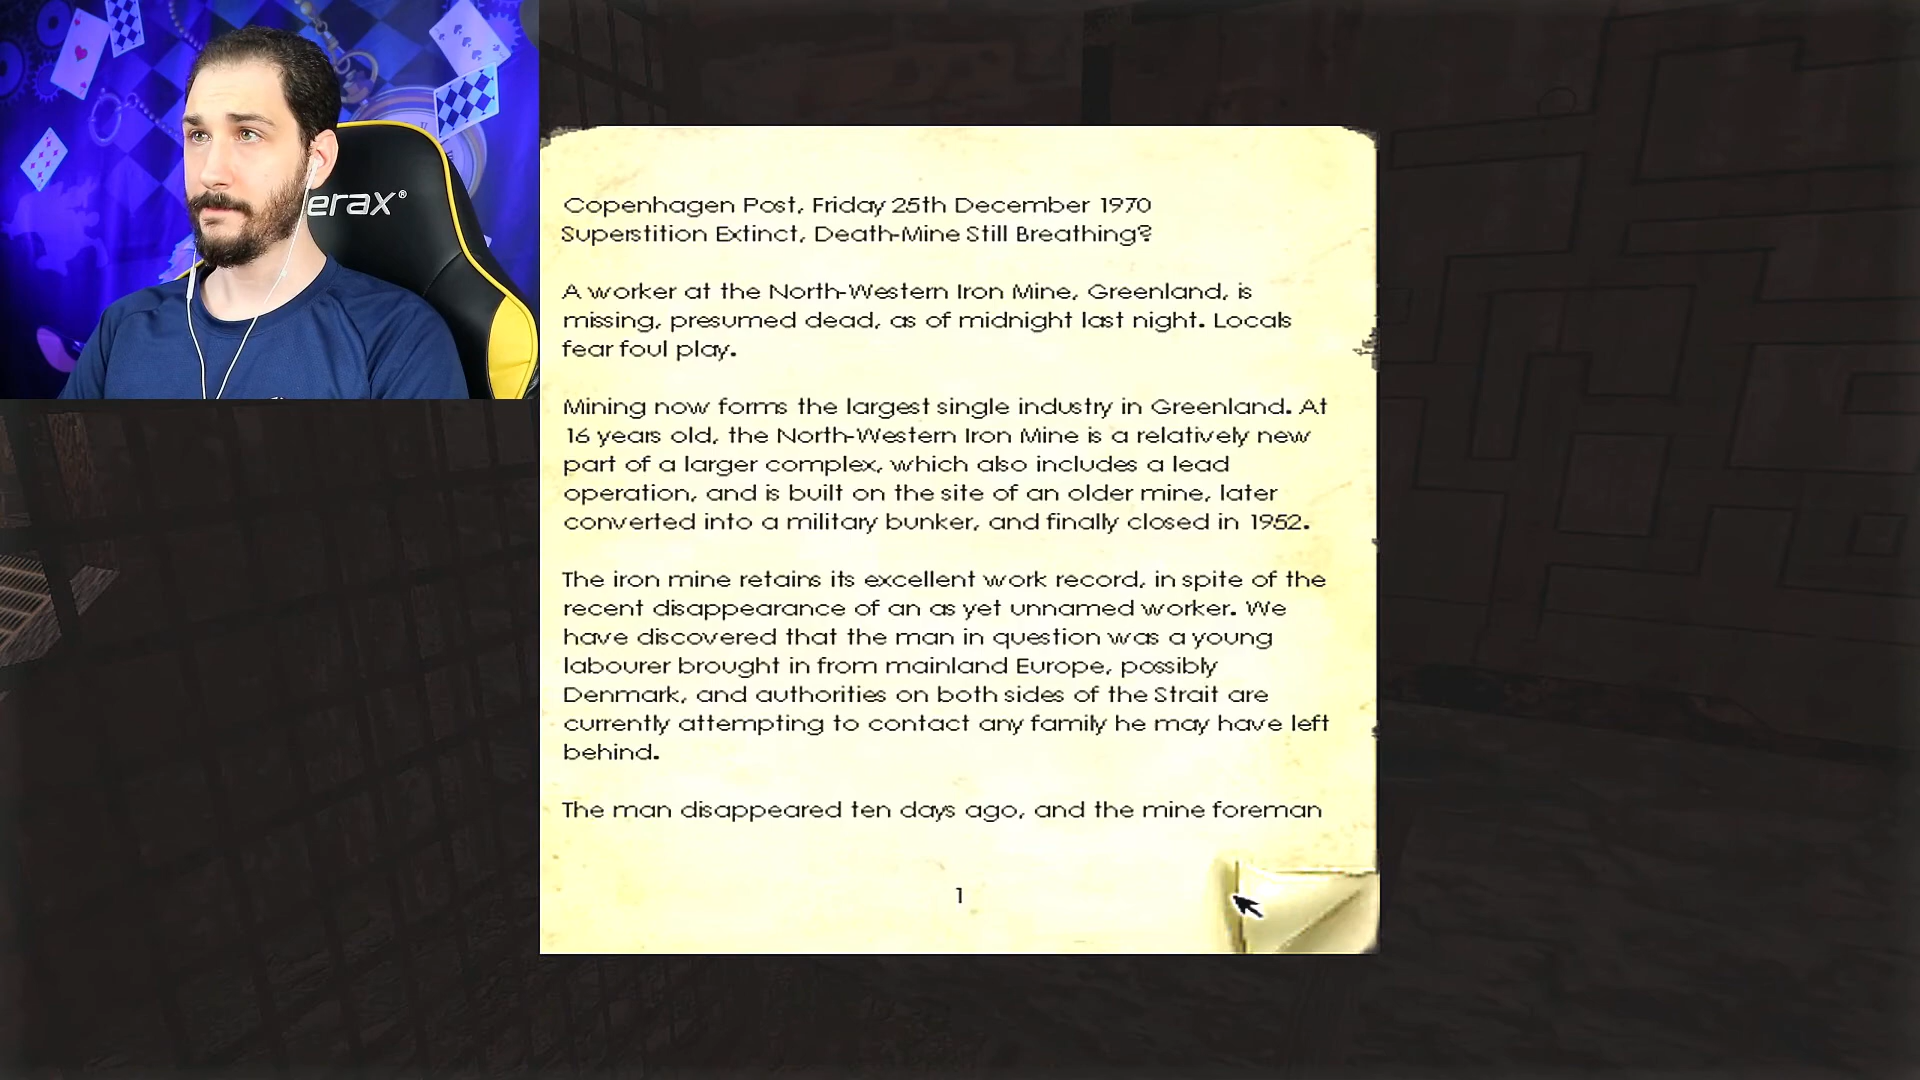 erax®
Copenhagen Post, Friday 25th December 1970
Superstition Extinct, Death-Mine Still Breathing?
A worker at the North-Western Iron Mine, Greenland, is
missing, presumed dead, as of midnight last night. Locals
fear foul play.
Mining now forms the largest single industry in Greenland. At
16 years old, the North-Western Iron Mine is a relatively new
part of a larger complex, which also includes a lead
operation, and is built on the site of an older mine, later
converted into a military bunker, and finally closed in 1952.
The iron mine retains its excellent work record, in spite of the
recent disappearance of an as yet unnamed worker. We
have discovered that the man in question was a young
labourer brought in from mainland Europe, possibly
Denmark, and authorities on both sides of the Strait are
currently attempting to contact any family he may have left
behind.
The man disappeared ten days ago, and the mine foreman
1